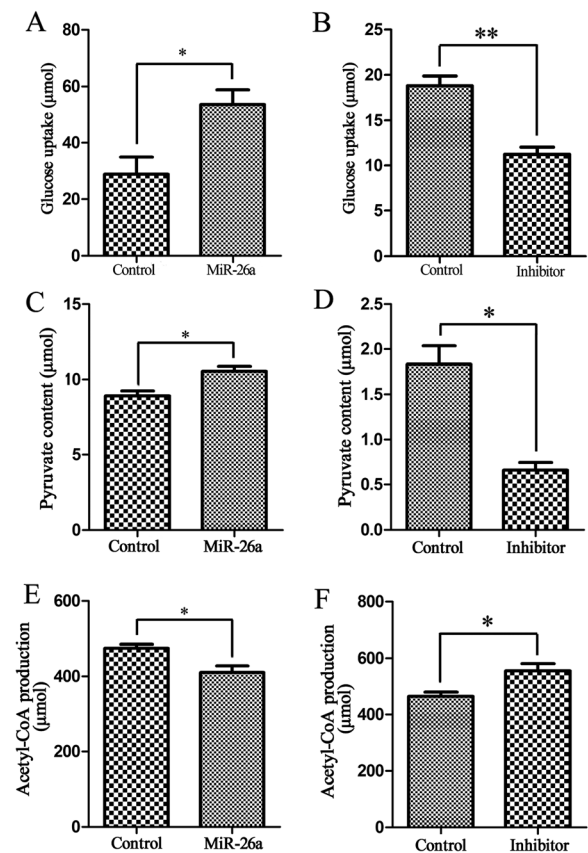 A
Glucose uptake (μmol)
80
60
40
20
0
*
Control
MiR-26a
B
Glucose uptake (μmol)
25
20
15
10
5
0
**
Control
Inhibitor
C
Pyruvate content (μmol)
15
10
5
0
*
Control
MiR-26a
D
Pyruvate content (μmol)
2.5
2.0
1.5
1.0
0.5
0.0
*
Control
Inhibitor
E
Acetyl-CoA production
(μmol)
600
400
200
0
*
Control
MiR-26a
F
Acetyl-CoA production
(μmol)
800
600
400
200
0
*
Control
Inhibitor